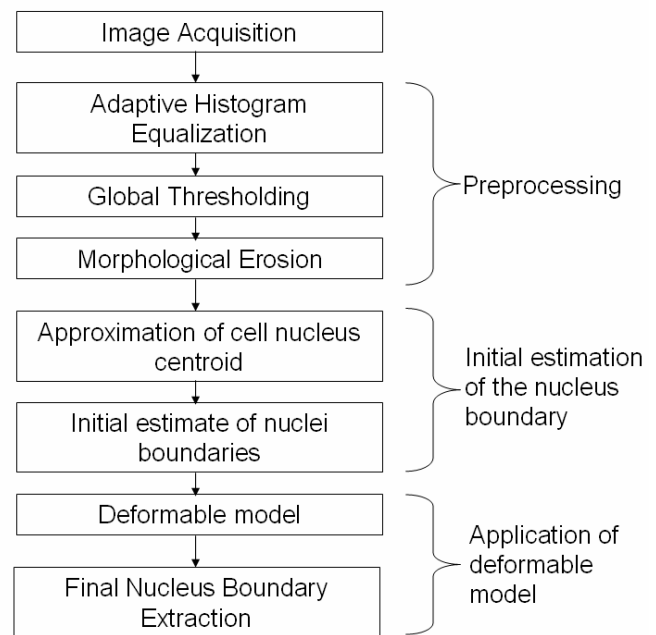 Image Acquisition
Adaptive Histogram
Equalization
Global Thresholding
Morphological Erosion
Preprocessing
Approximation of cell nucleus
centroid
Initial estimate of nuclei
boundaries
Initial estimation
of the nucleus
boundary
Deformable model
Final Nucleus Boundary
Extraction
Application of
deformable
model